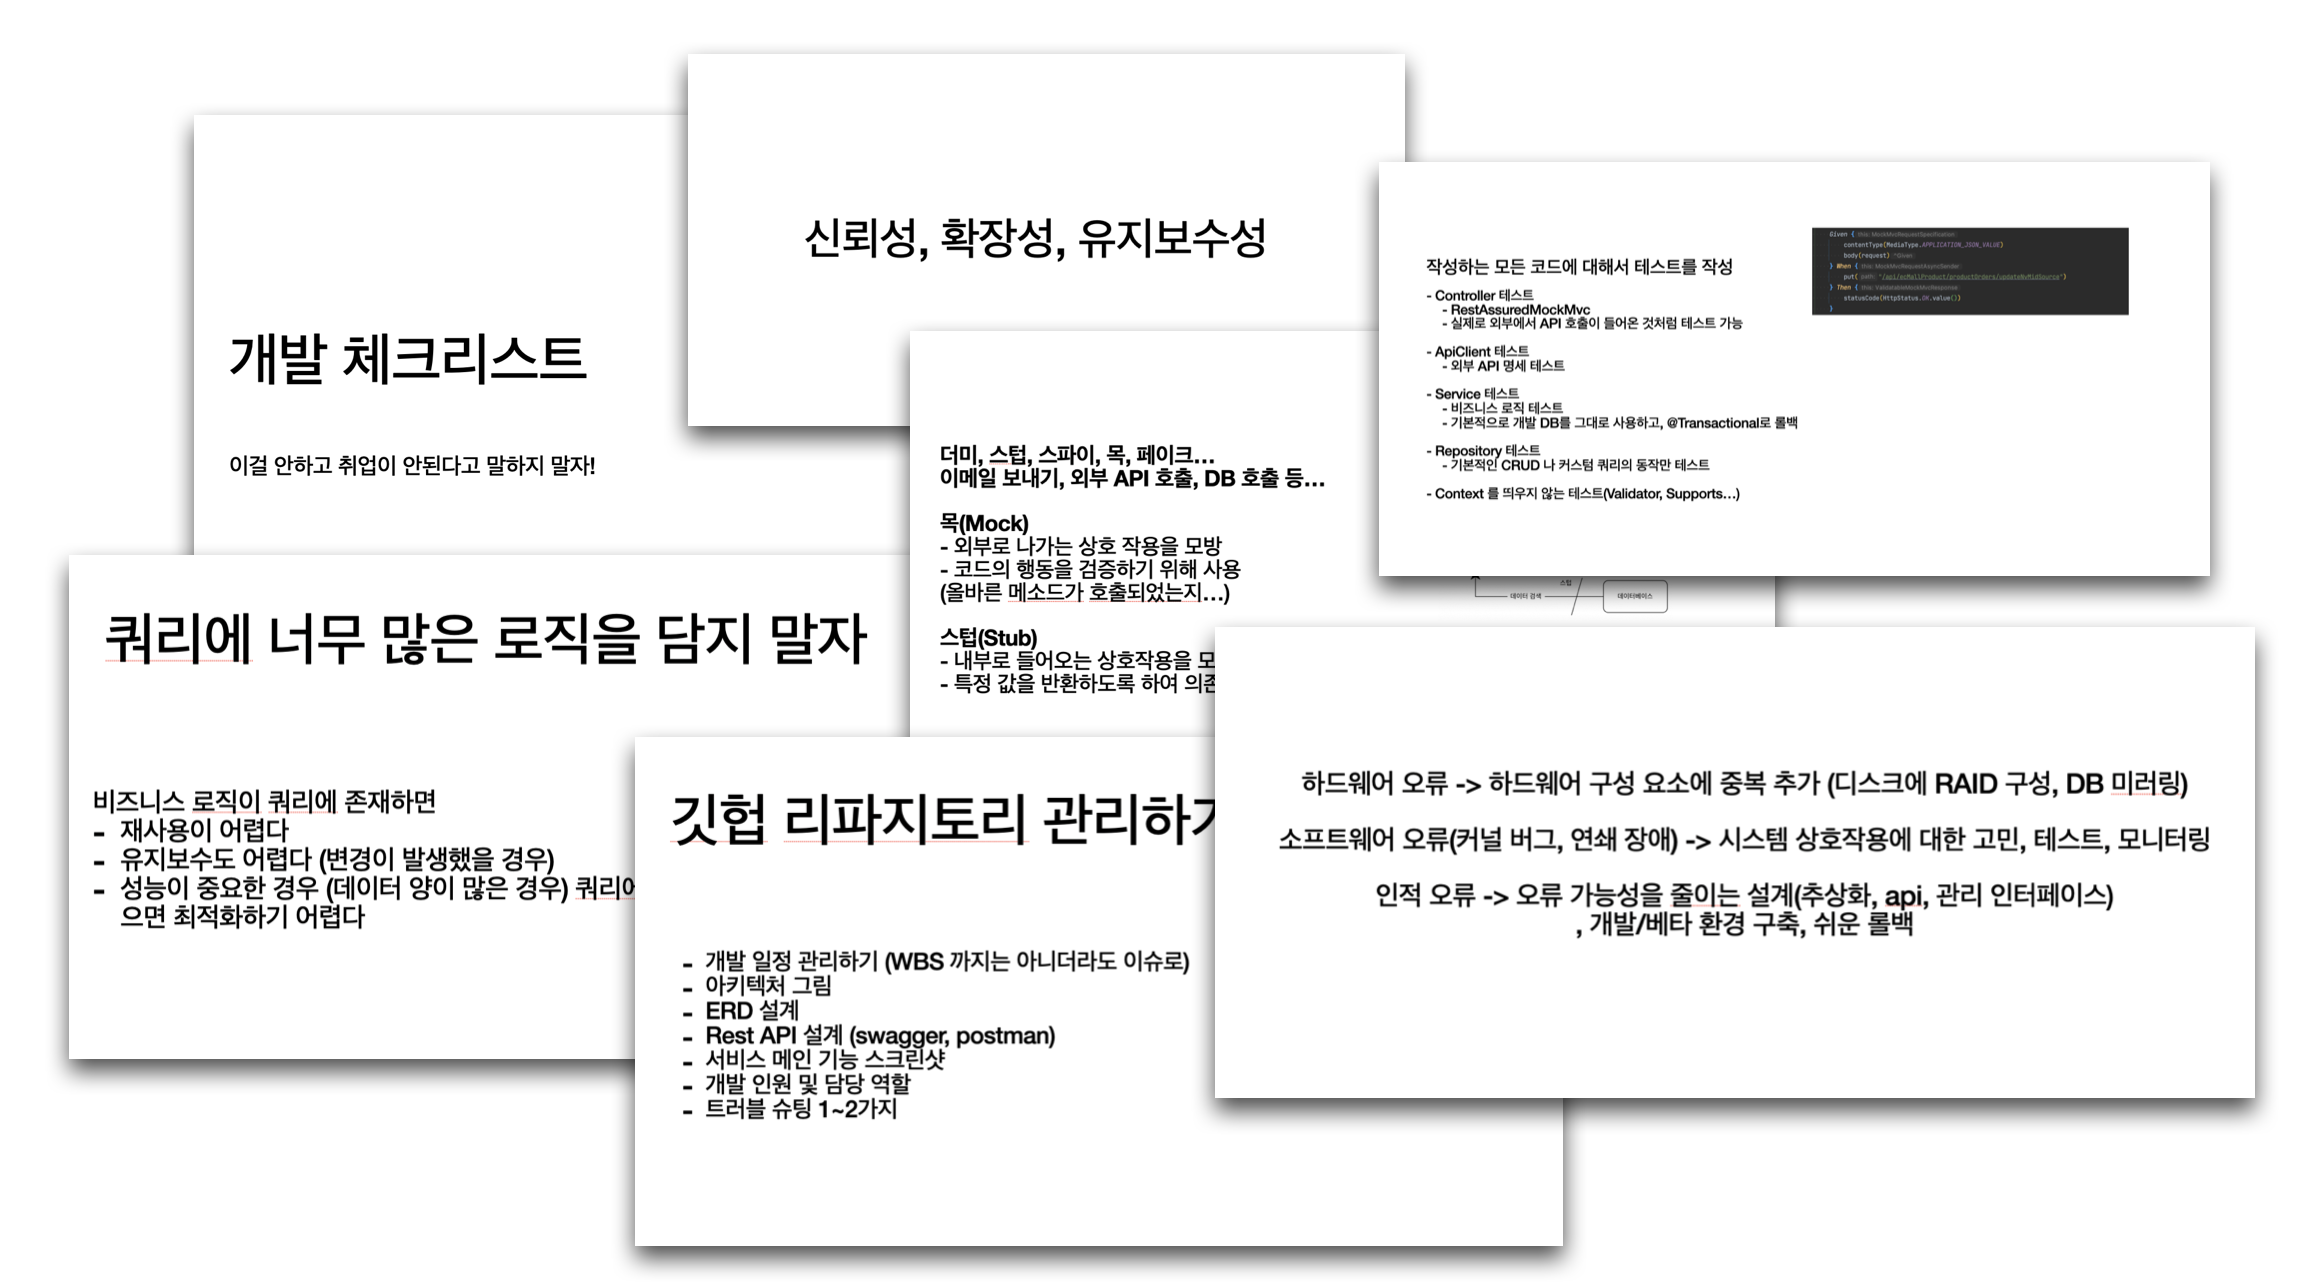 신뢰성, 확장성, 유지보수성
개발 체크리스트
이걸 안하고 취업이 안된다고 말하지 말자!
작성하는 모든 코드에 대해서 테스트를 작성
- Controller 테스트
- RestAssuredMockMvc
- 실제로 외부에서 API 호출이 들어온 것처럼 테스트 가능
- ApiClient 테스트
- 외부 API 명세 테스트
- Service 테스트
- 비즈니스 로직 테스트
- 기본적으로 개발 DB를 그대로 사용하고, @Transactional로 롤백
- Repository 테스트
- 기본적인 CRUD 나 커스텀 쿼리의 동작만 테스트
- Context 를 띄우지 않는 테스트(Validator, Supports...)
Given { this: MockMvcRequestSpecification
contentType(MediaType.APPLICATION_JSON_VALUE)
body(request) ^Given
} When { this: MockMvcRequestAsyncSender
put( path: "/api/ecMallProduct/productOrders/updateNvMidSource")
} Then { this: ValidatableMockMvcResponse
statusCode(HttpStatus.OK.value())
}
더미, 스텁, 스파이, 목, 페이크...
이메일 보내기, 외부 API 호출, DB 호출 등...
목(Mock)
- 외부로 나가는 상호 작용을 모방
- 코드의 행동을 검증하기 위해 사용
(올바른 메소드가 호출되었는지...)
스텁(Stub)
- 내부로 들어오는 상호작용을
- 특정 값을 반환하도록 하여
스텁
데이터 검색
데이터베이스
쿼리에 너무 많은 로직을 담지 말자
비즈니스 로직이 쿼리에 존재하면
- 재사용이 어렵다
- 유지보수도 어렵다 (변경이 발생했을 경우)
- 성능이 중요한 경우 (데이터 양이 많은 경우)
으면 최적화하기 어렵다
깃헙 리파지토리 관리하기
- 개발 일정 관리하기 (WBS 까지는 아니더라도 이슈로)
- 아키텍처 그림
- ERD 설계
- Rest API 설계 (swagger, postman)
- 서비스 메인 기능 스크린샷
- 개발 인원 및 담당 역할
- 트러블 슈팅 1~2가지
하드웨어 오류 -> 하드웨어 구성 요소에 중복 추가 (디스크에 RAID 구성, DB 미러링)
소프트웨어 오류(커널 버그, 연쇄 장애) -> 시스템 상호작용에 대한 고민, 테스트, 모니터링
인적 오류 -> 오류 가능성을 줄이는 설계(추상화, api, 관리 인터페이스)
, 개발/베타 환경 구축, 쉬운 롤백